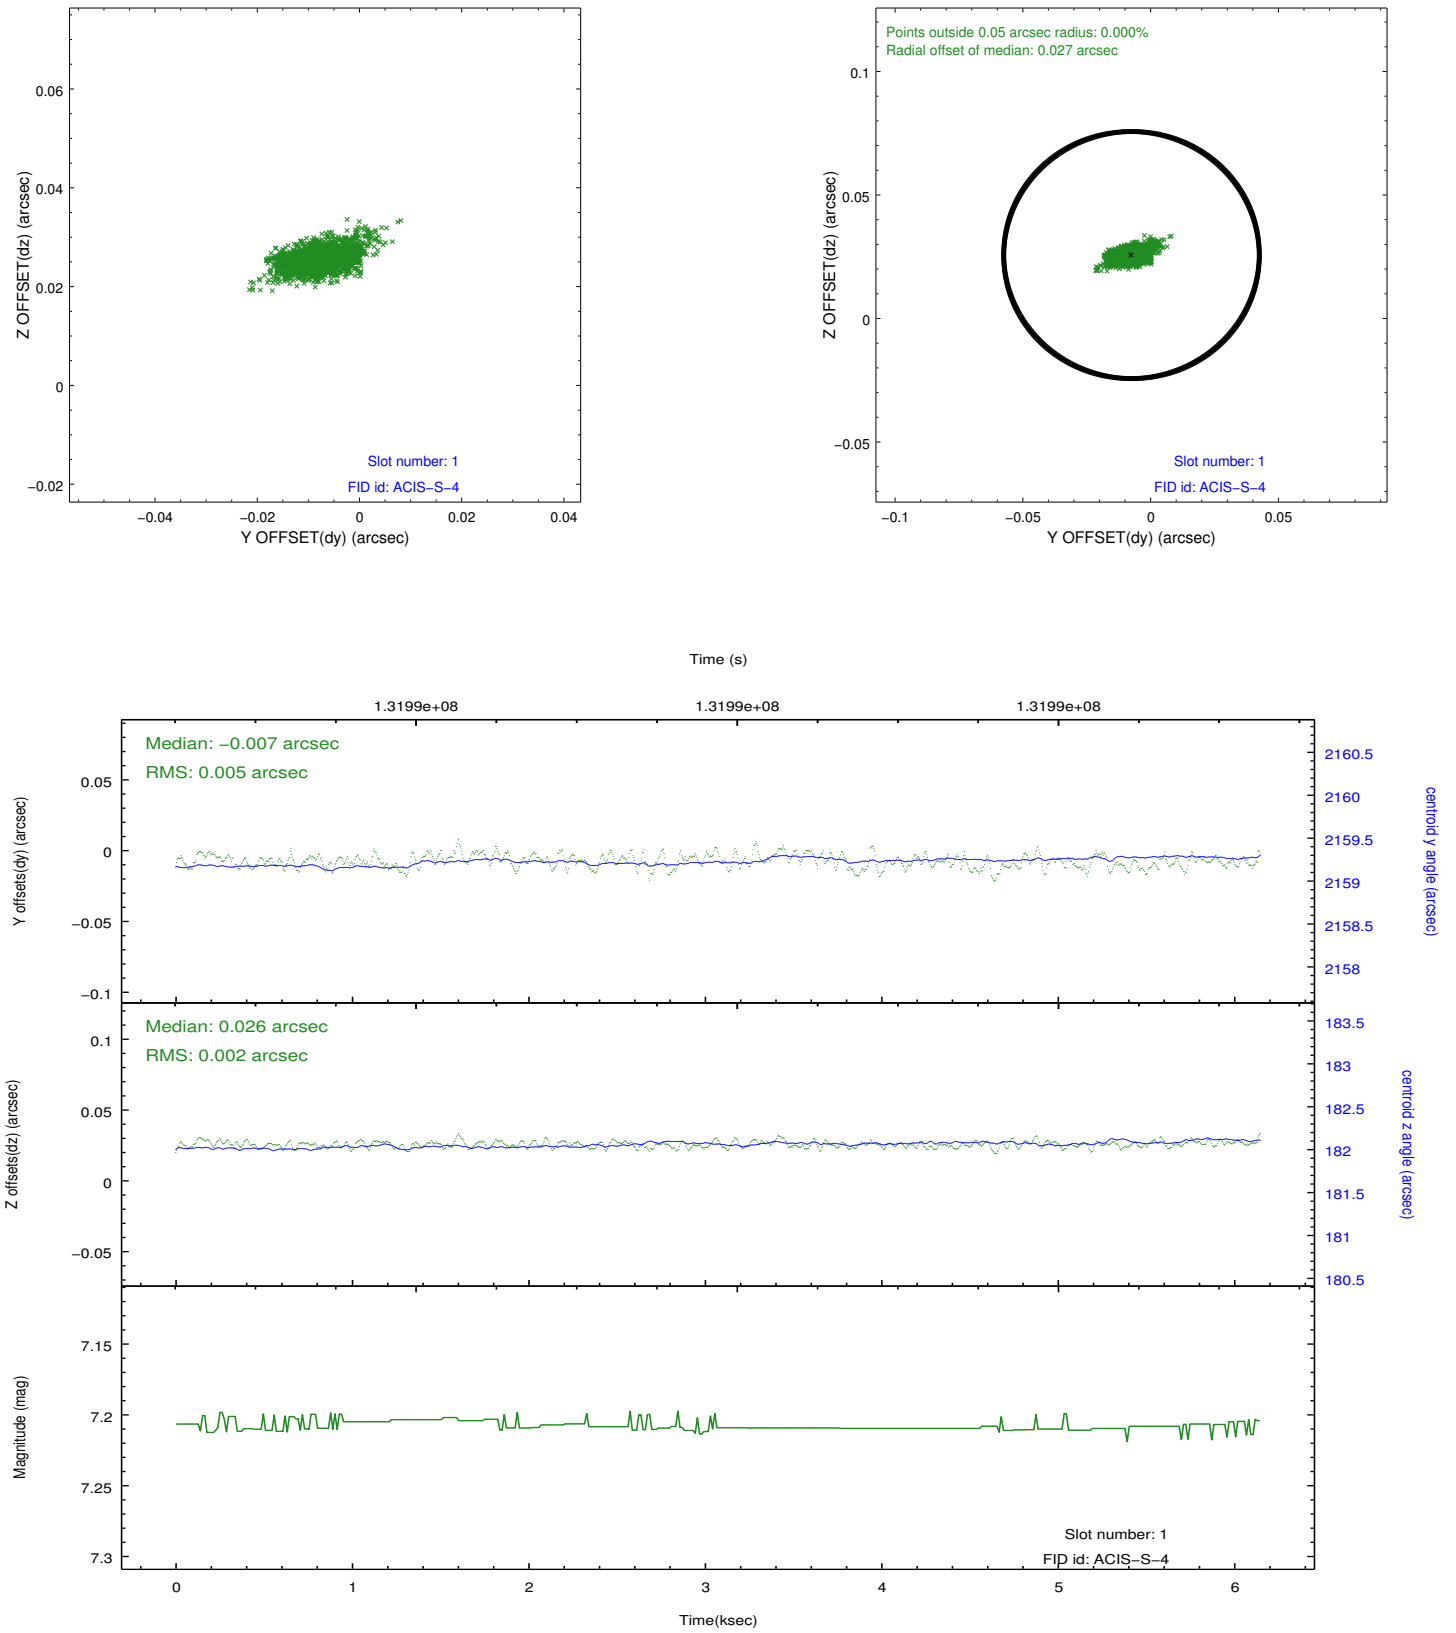 0.06
0.04
0.02
0
−0.02
Z OFFSET(dz) (arcsec)
Slot number: 1
FID id: ACIS−S−4
−0.04 −0.02 0 0.02 0.04
Y OFFSET(dy) (arcsec)
Points outside 0.05 arcsec radius: 0.000%
Radial offset of median: 0.027 arcsec
0.1
0.05
0
−0.05
Z OFFSET(dz) (arcsec)
Slot number: 1
FID id: ACIS−S−4
−0.1 −0.05 0 0.05
Y OFFSET(dy) (arcsec)
Time (s)
1.3199e+08 1.3199e+08 1.3199e+08
Median: −0.007 arcsec
RMS: 0.005 arcsec
0.05
0
−0.05
−0.1
Y offsets(dy) (arcsec)
2160.5
2160
2159.5
2159
2158.5
2158
centroid y angle (arcsec)
Median: 0.026 arcsec
RMS: 0.002 arcsec
0.1
0.05
0
−0.05
Z offsets(dz) (arcsec)
183.5
183
182.5
182
181.5
181
180.5
centroid z angle (arcsec)
7.15
7.2
7.25
7.3
Magnitude (mag)
Slot number: 1
FID id: ACIS−S−4
0 1 2 3 4 5 6
Time(ksec)